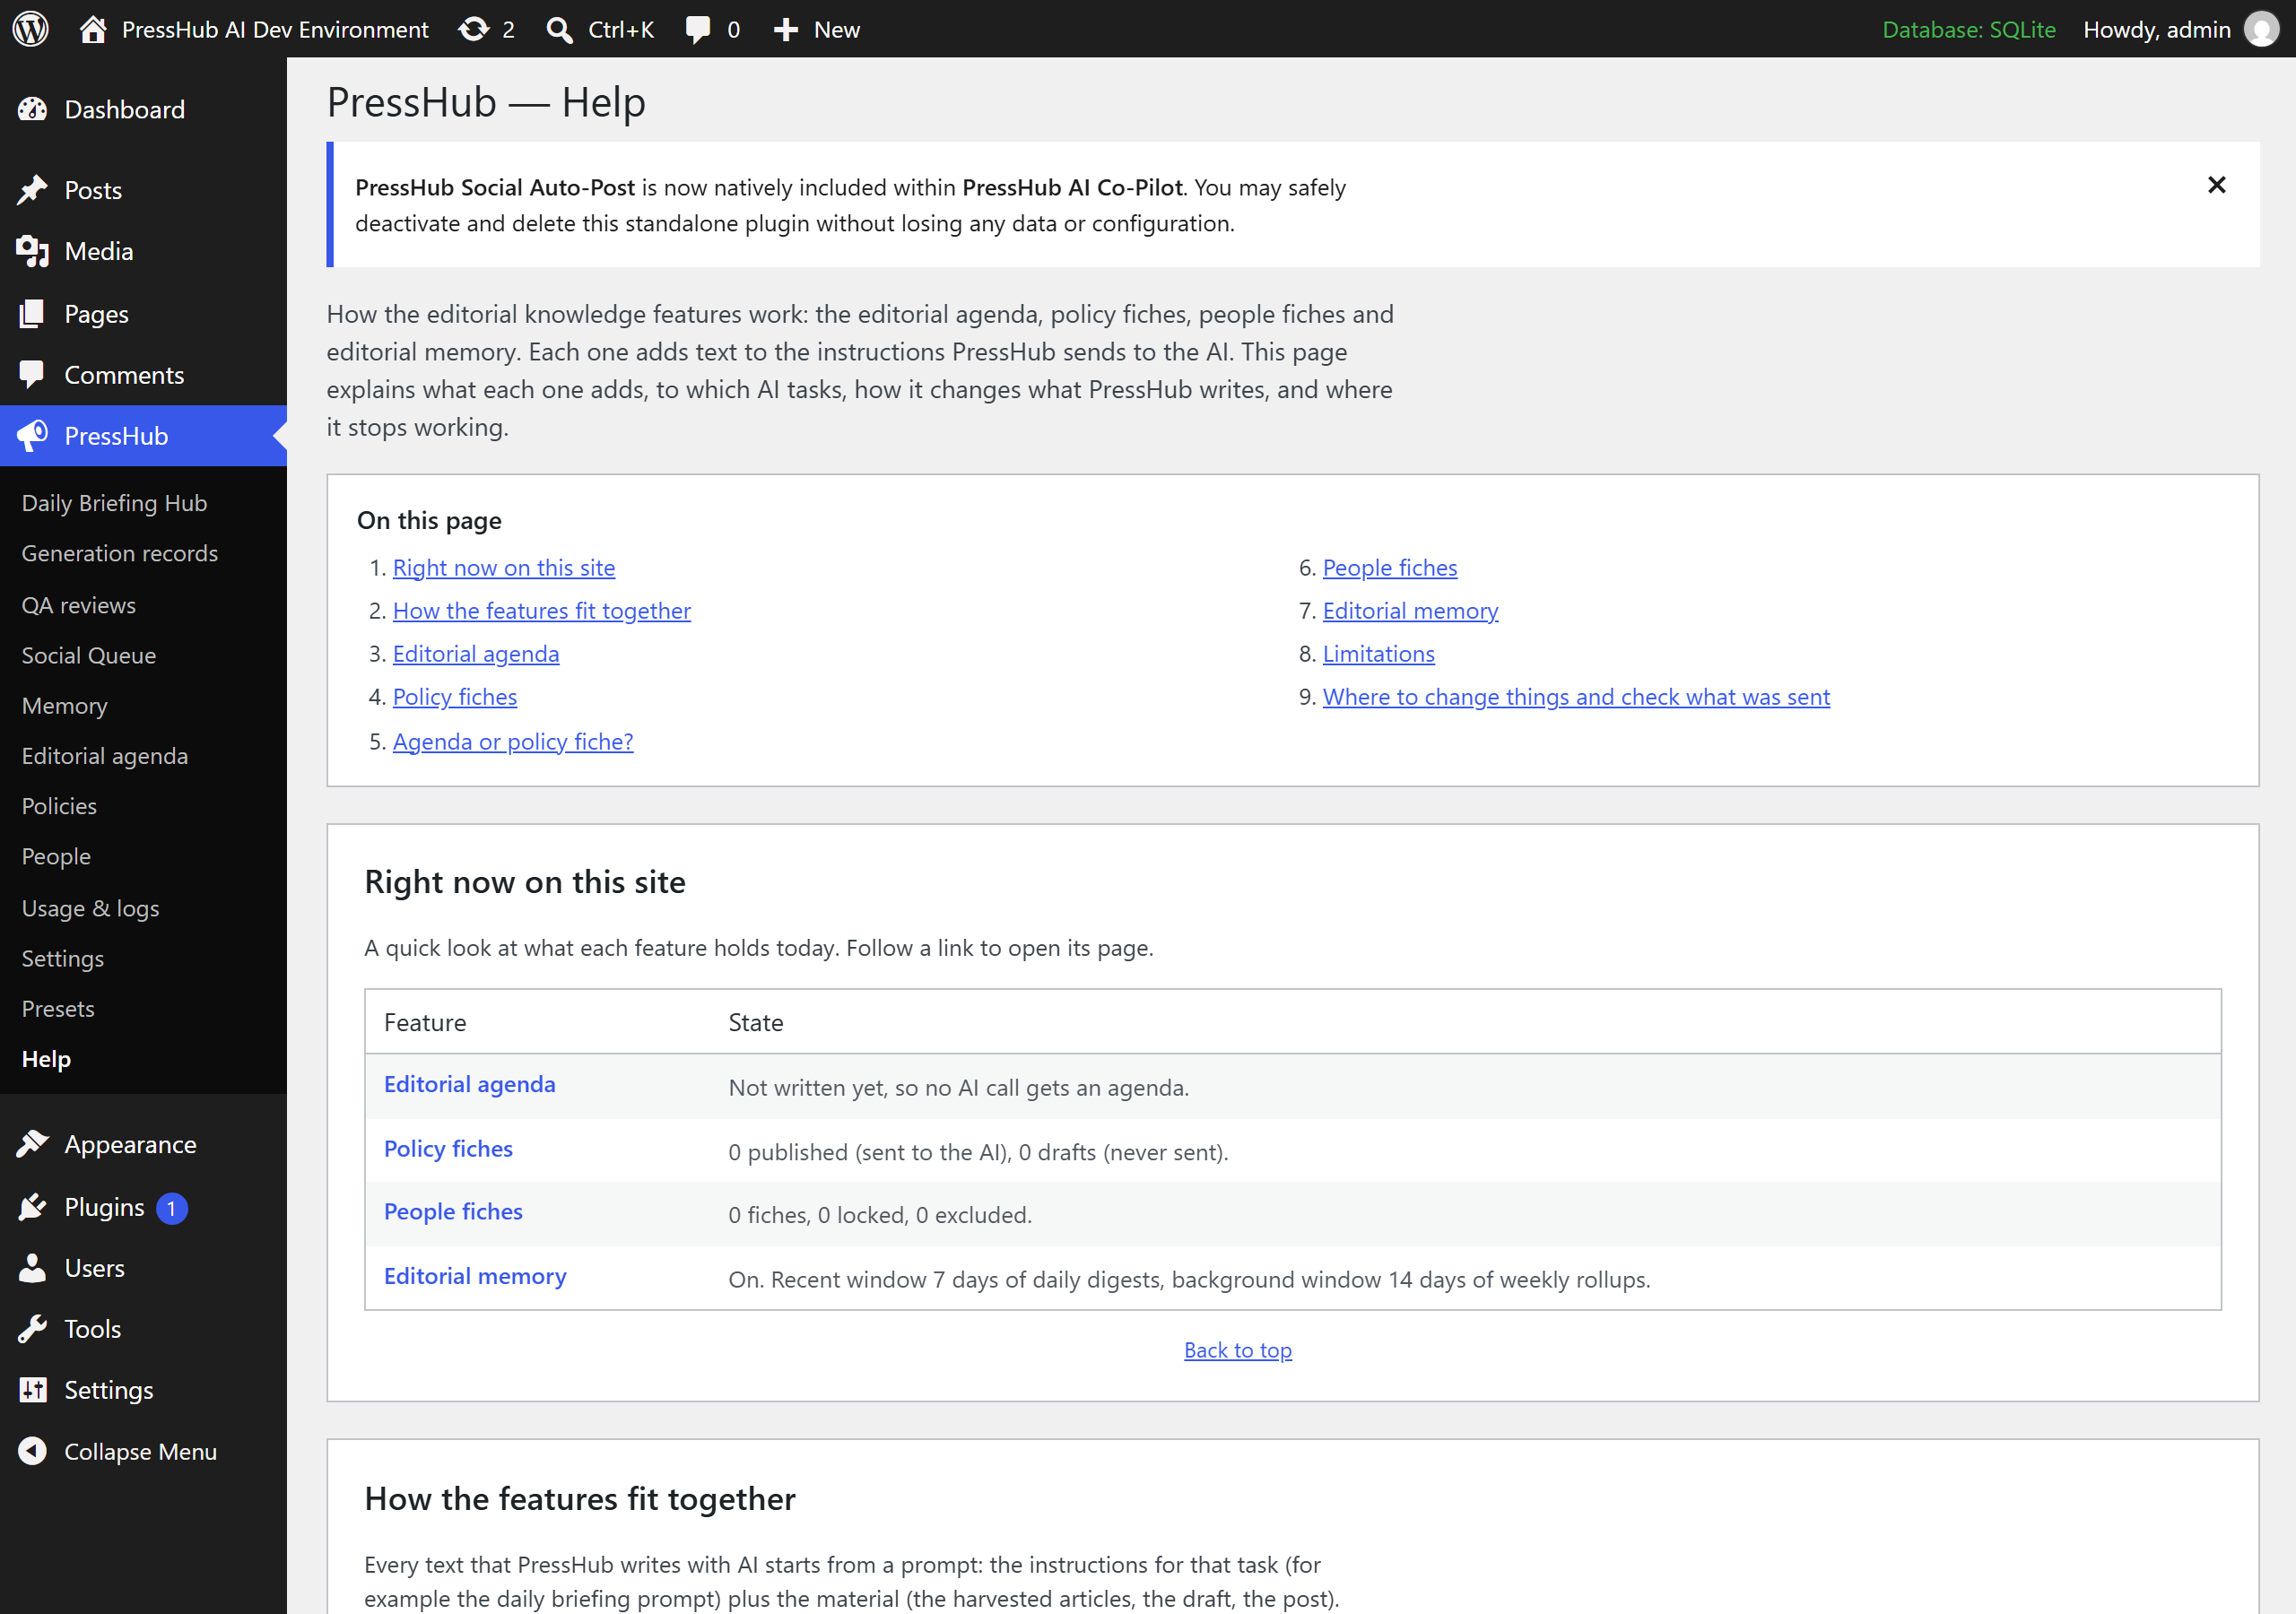 PressHub AI Dev Environment 2 Ctrl+K 0 New Database: SQLite Howdy, admin
Dashboard
Posts
Media
Pages
Comments
PressHub
Daily Briefing Hub
Generation records
QA reviews
Social Queue
Memory
Editorial agenda
Policies
People
Usage & logs
Settings
Presets
Help
Appearance
Plugins 1
Users
Tools
Settings
Collapse Menu
PressHub — Help
PressHub Social Auto-Post is now natively included within PressHub AI Co-Pilot. You may safely
deactivate and delete this standalone plugin without losing any data or configuration.
How the editorial knowledge features work: the editorial agenda, policy fiches, people fiches and
editorial memory. Each one adds text to the instructions PressHub sends to the AI. This page
explains what each one adds, to which AI tasks, how it changes what PressHub writes, and where
it stops working.
On this page
1. Right now on this site
2. How the features fit together
3. Editorial agenda
4. Policy fiches
5. Agenda or policy fiche?
6. People fiches
7. Editorial memory
8. Limitations
9. Where to change things and check what was sent
Right now on this site
A quick look at what each feature holds today. Follow a link to open its page.
Feature State
Editorial agenda Not written yet, so no AI call gets an agenda.
Policy fiches 0 published (sent to the AI), 0 drafts (never sent).
People fiches 0 fiches, 0 locked, 0 excluded.
Editorial memory On. Recent window 7 days of daily digests, background window 14 days of weekly rollups.
Back to top
How the features fit together
Every text that PressHub writes with AI starts from a prompt: the instructions for that task (for
example the daily briefing prompt) plus the material (the harvested articles, the draft, the post).